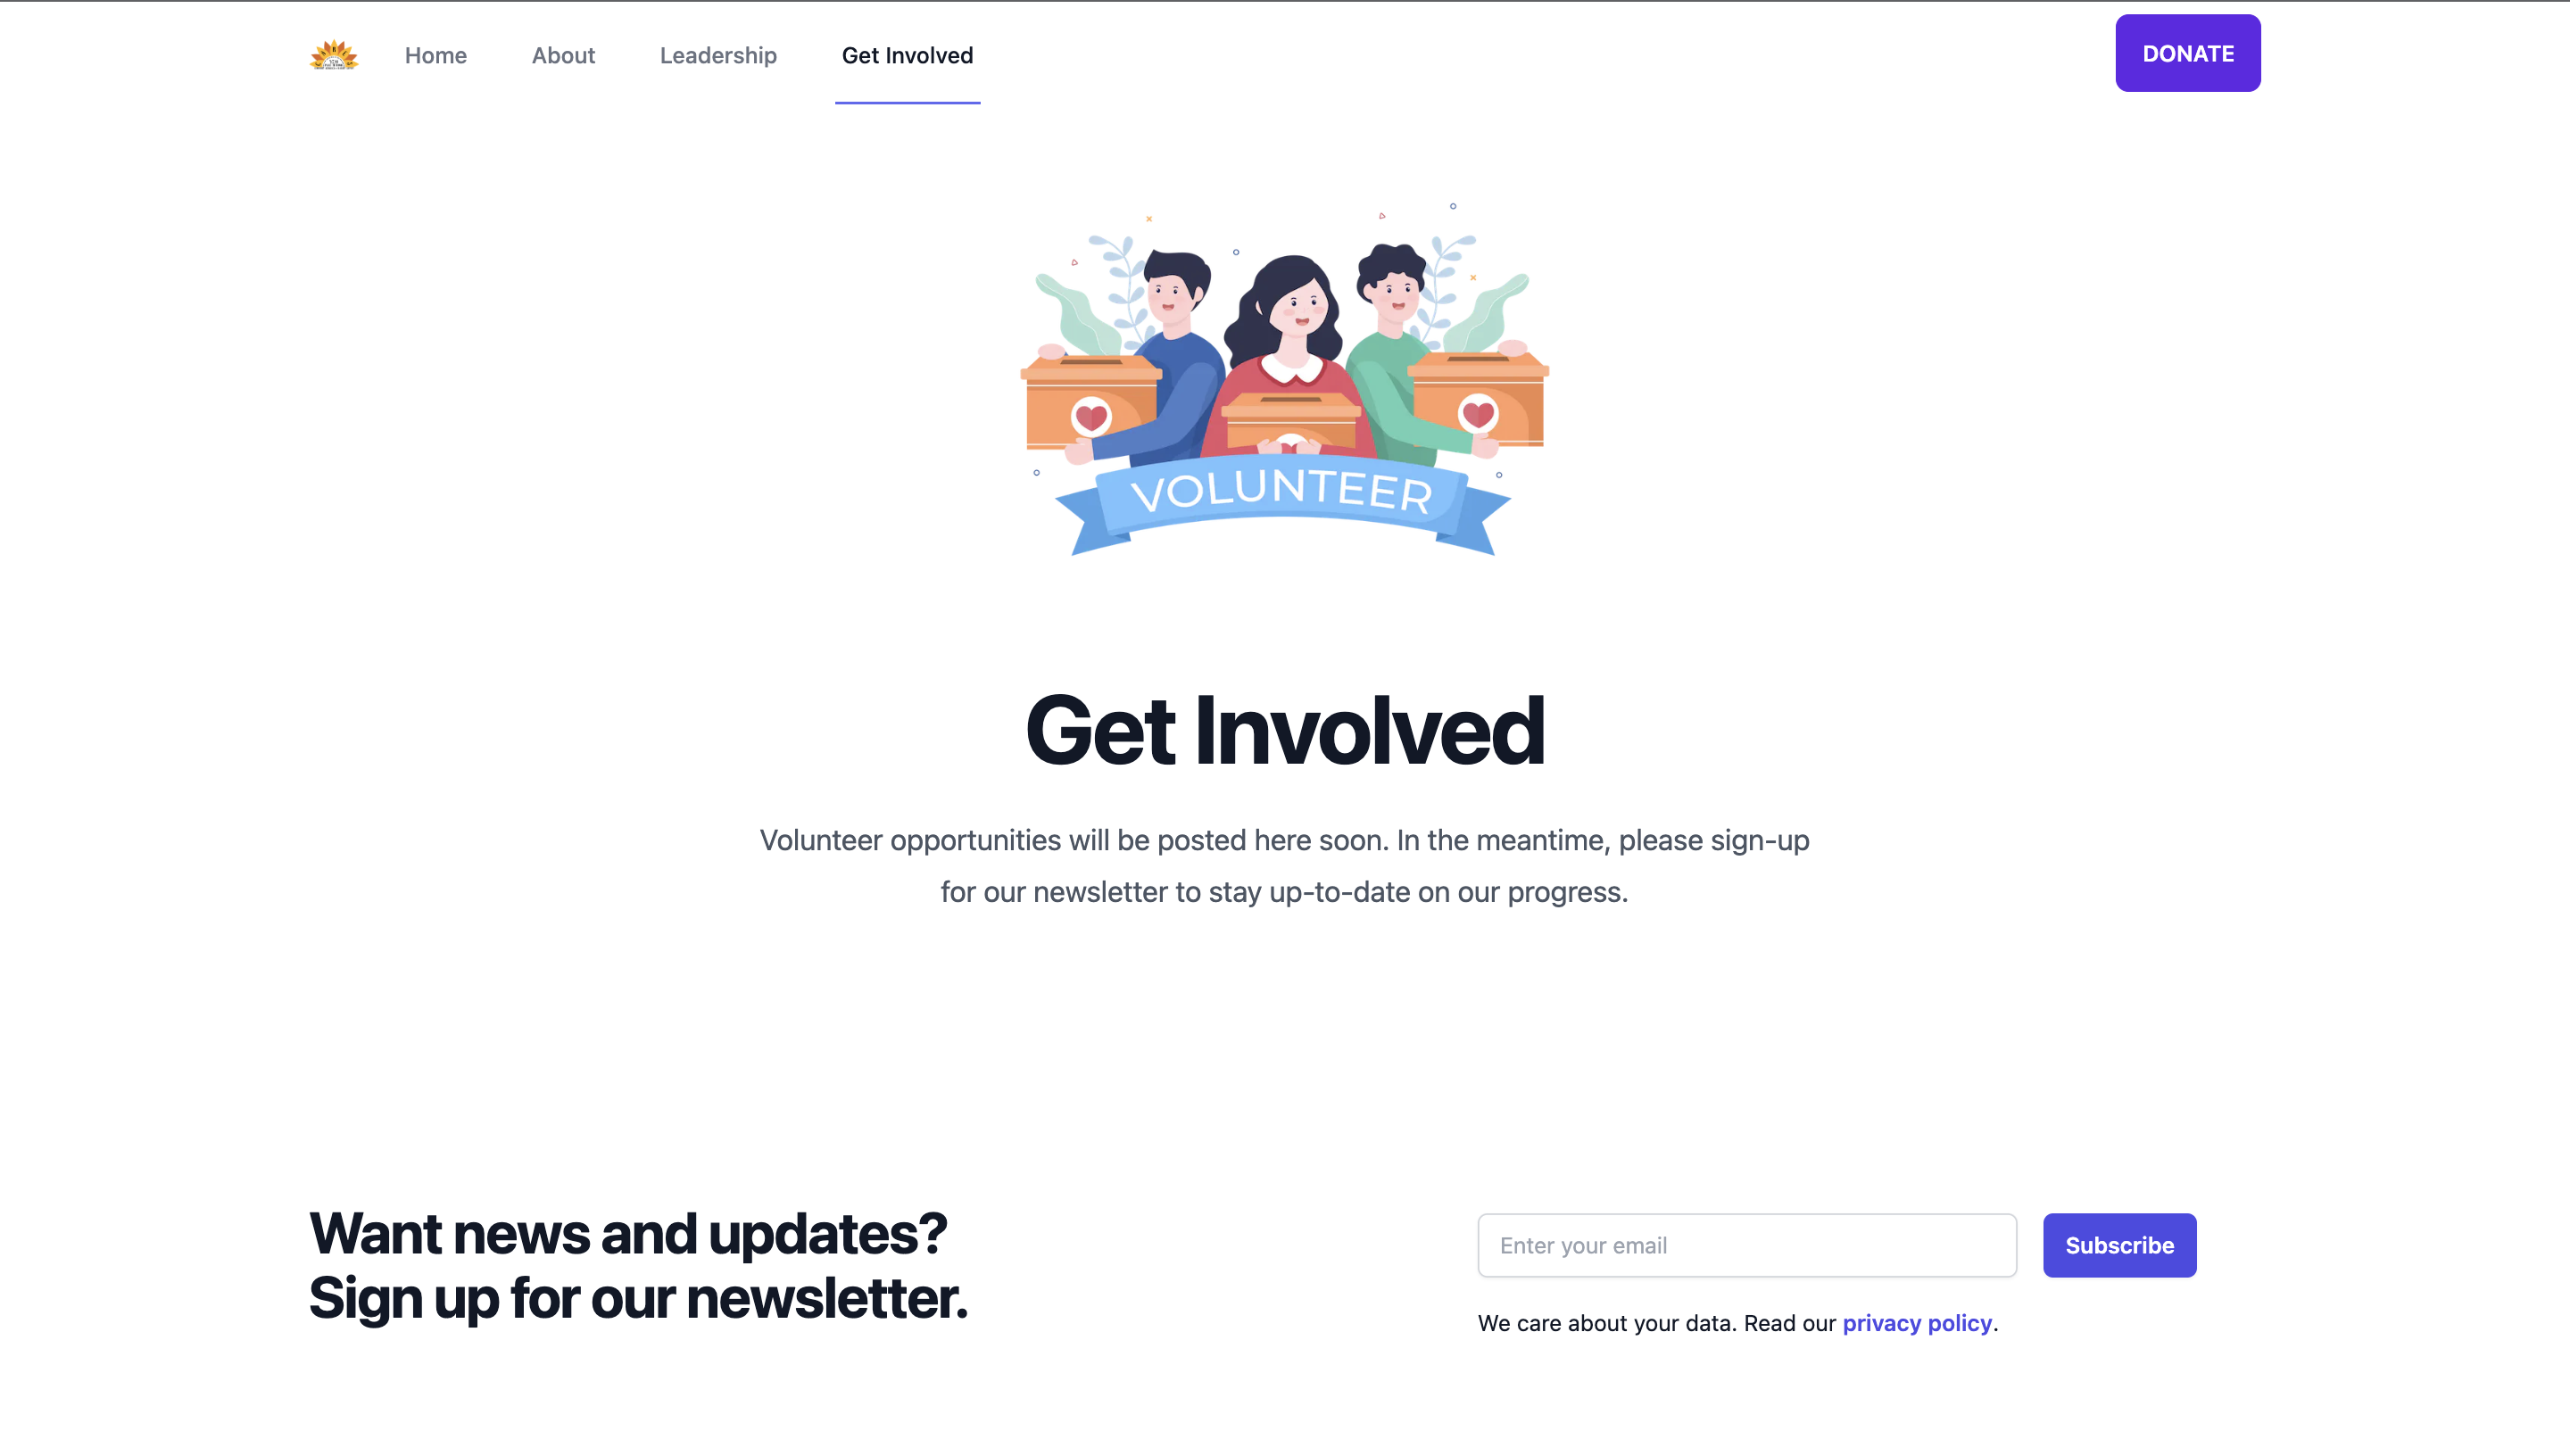 Home
About
Leadership
Get Involved
DONATE
VOLUNTEER
Get Involved
Volunteer opportunities will be posted here soon. In the meantime, please sign-up
for our newsletter to stay up-to-date on our progress.
Want news and updates?
Sign up for our newsletter.
Enter your email
Subscribe
We care about your data. Read our privacy policy.